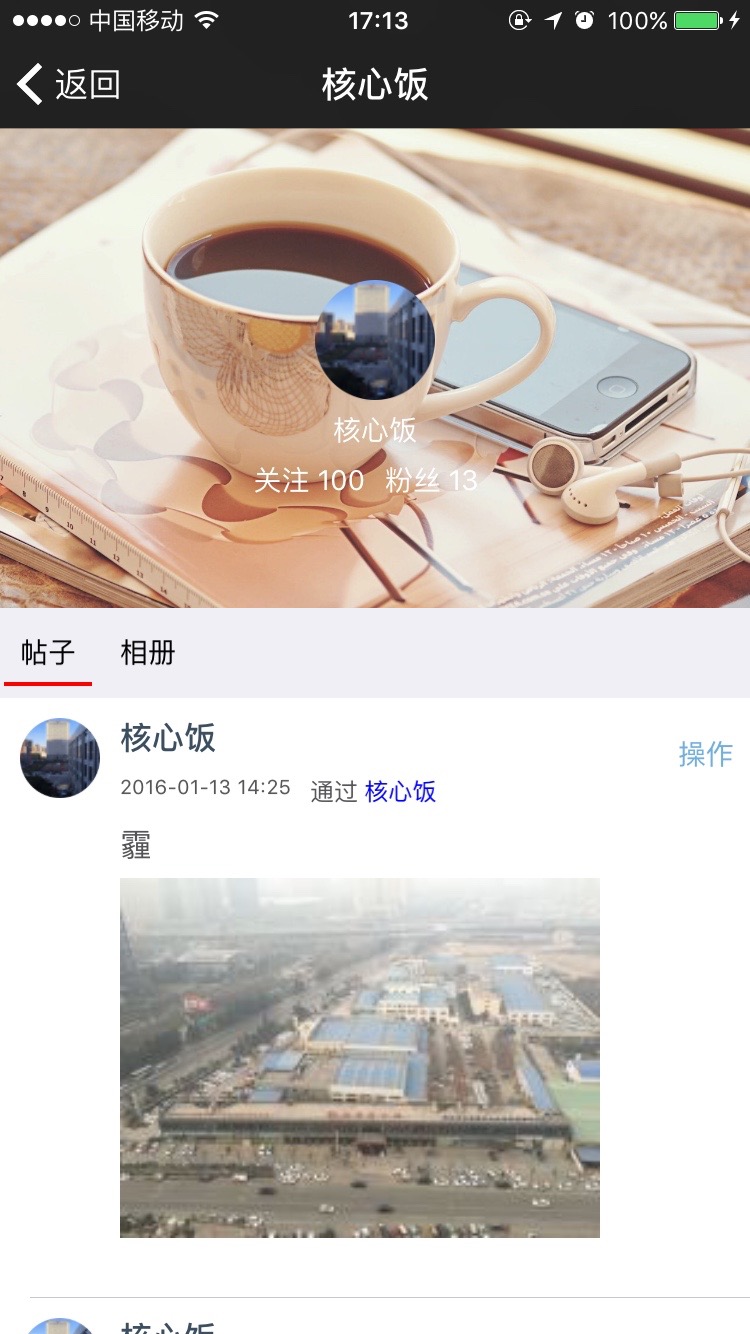 中国移动 17:13 100%
返回 核心饭
核心饭
关注 100 粉丝 13
帖子 相册
核心饭
操作
2016-01-13 14:25 通过 核心饭
霾
核心饭